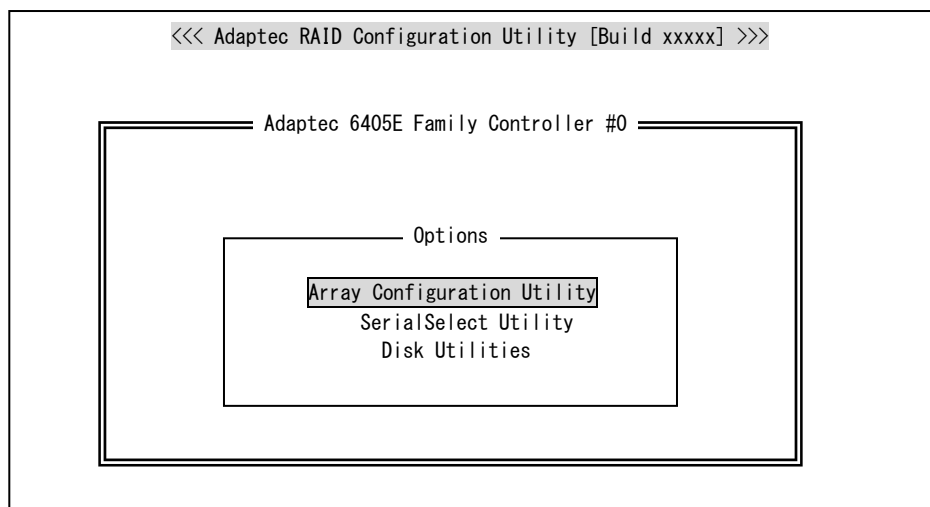 <<< Adaptec RAID Configuration Utility [Build xxxxx] >>>
Adaptec 6405E Family Controller #0
Options
Array Configuration Utility
SerialSelect Utility
Disk Utilities